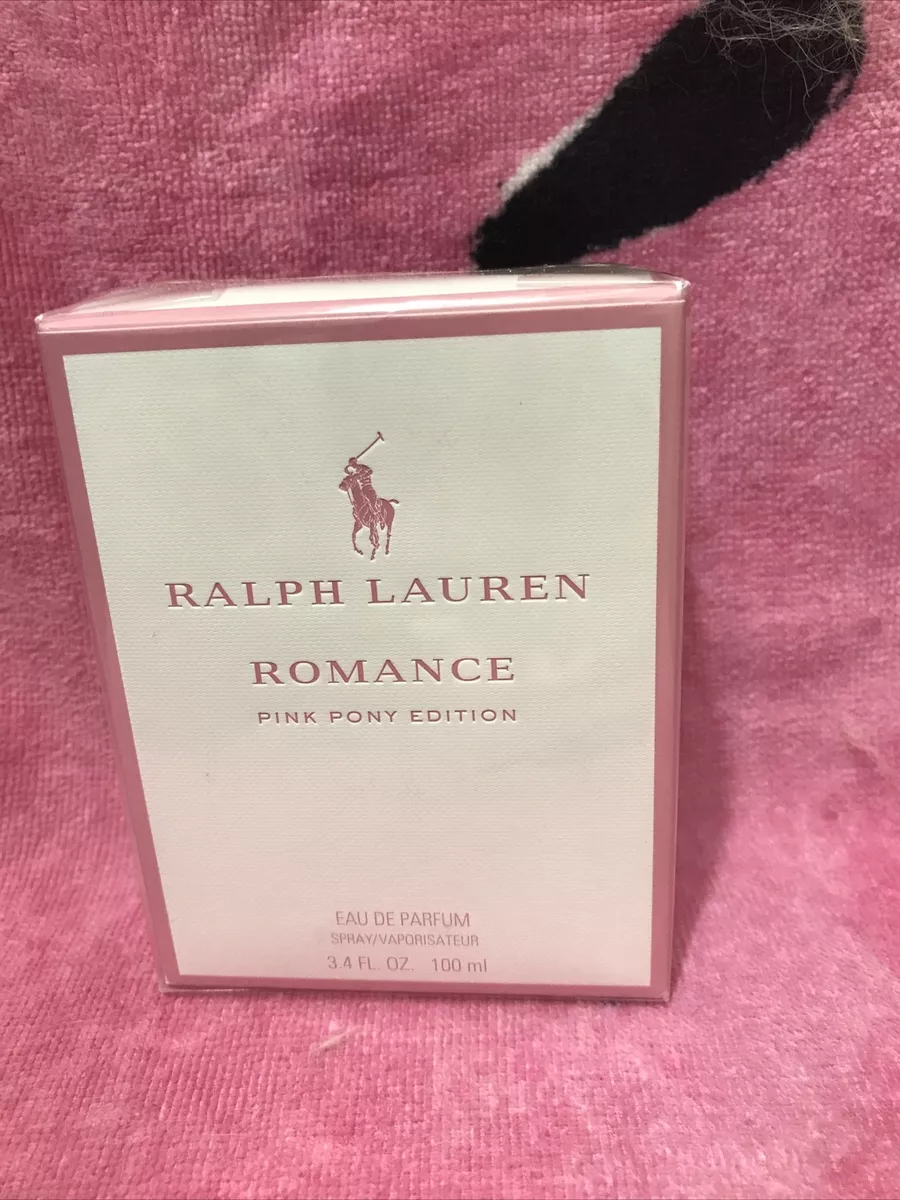 RALPH LAUREN
ROMANCE
PINK PONY EDITION
EAU DE PARFUM
SPRAY/VAPORISATEUR
3.4 FL. OZ. 100 ml